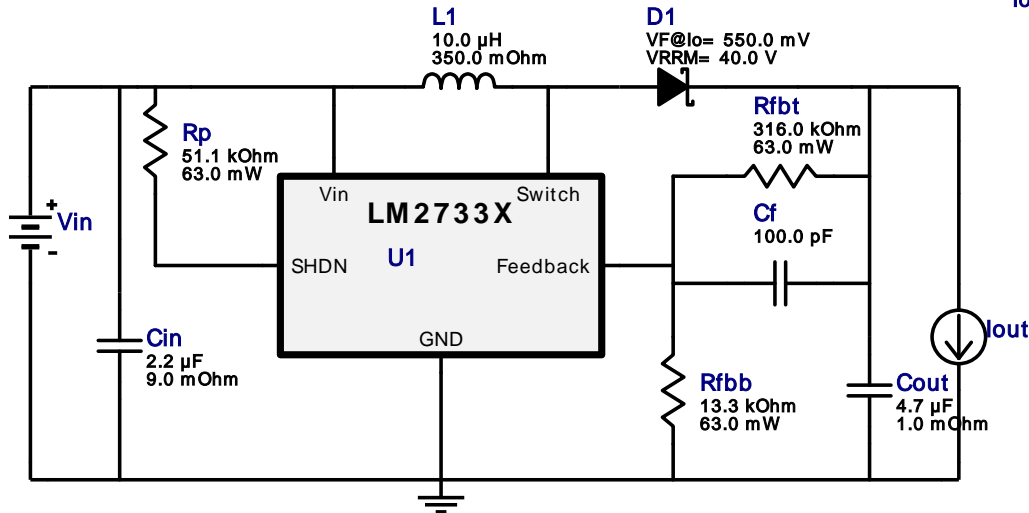 Io
L1
10.0 µH
350.0 mOhm
D1
VF@Io= 550.0 mV
VRRM= 40.0 V
Rfbt
316.0 kOhm
63.0 mW
Rp
51.1 kOhm
63.0 mW
Vin
Switch
LM2733X
Cf
100.0 pF
+
Vin
-
U1
SHDN
Feedback
GND
Iout
Cin
2.2 µF
9.0 mOhm
Rfbb
13.3 kOhm
63.0 mW
Cout
4.7 µF
1.0 mOhm